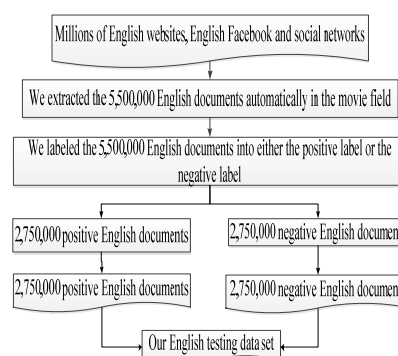 Millions of English websites, English Facebook and social networks
We extracted the 5,500,000 English documents automatically in the movie field
We labeled the 5,500,000 English documents into either the positive label or the
negative label
2,750,000 positive English documents
2,750,000 negative English documen
2,750,000 positive English documents
2,750,000 negative English documen
Our English testing data set